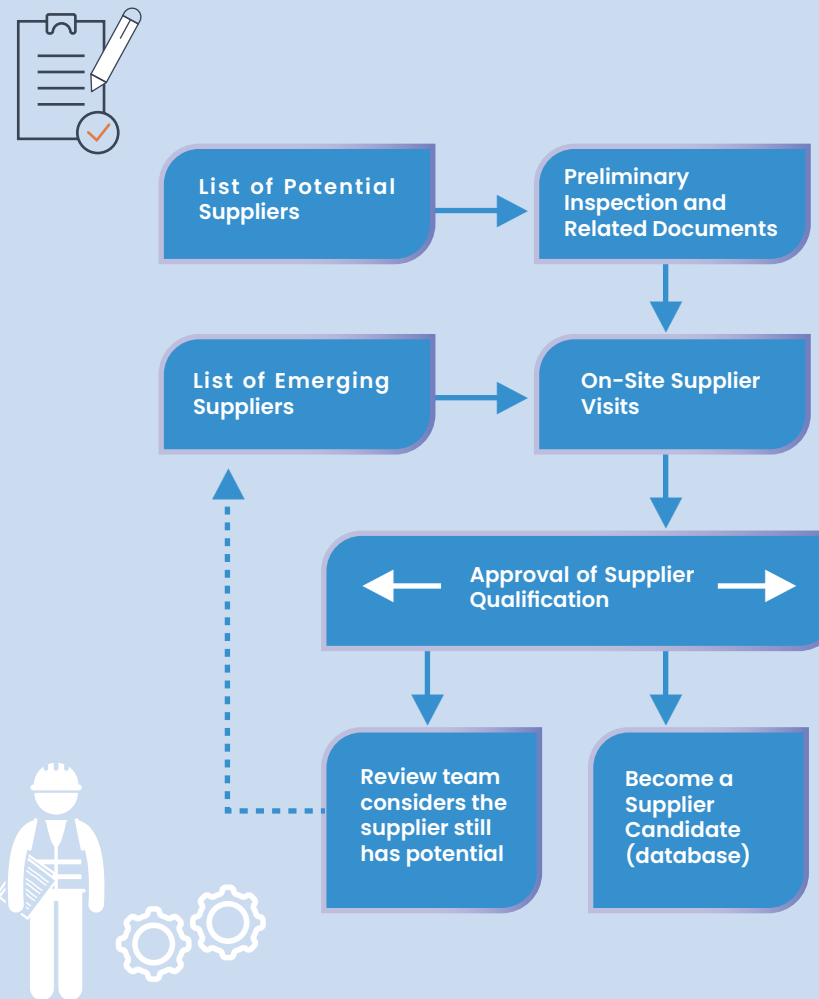 List of Potential
Suppliers
Preliminary
Inspection and
Related Documents
List of Emerging
Suppliers
On-Site Supplier
Visits
Approval of Supplier
Qualification
Review team
considers the
supplier still
has potential
Become a
Supplier
Candidate
(database)